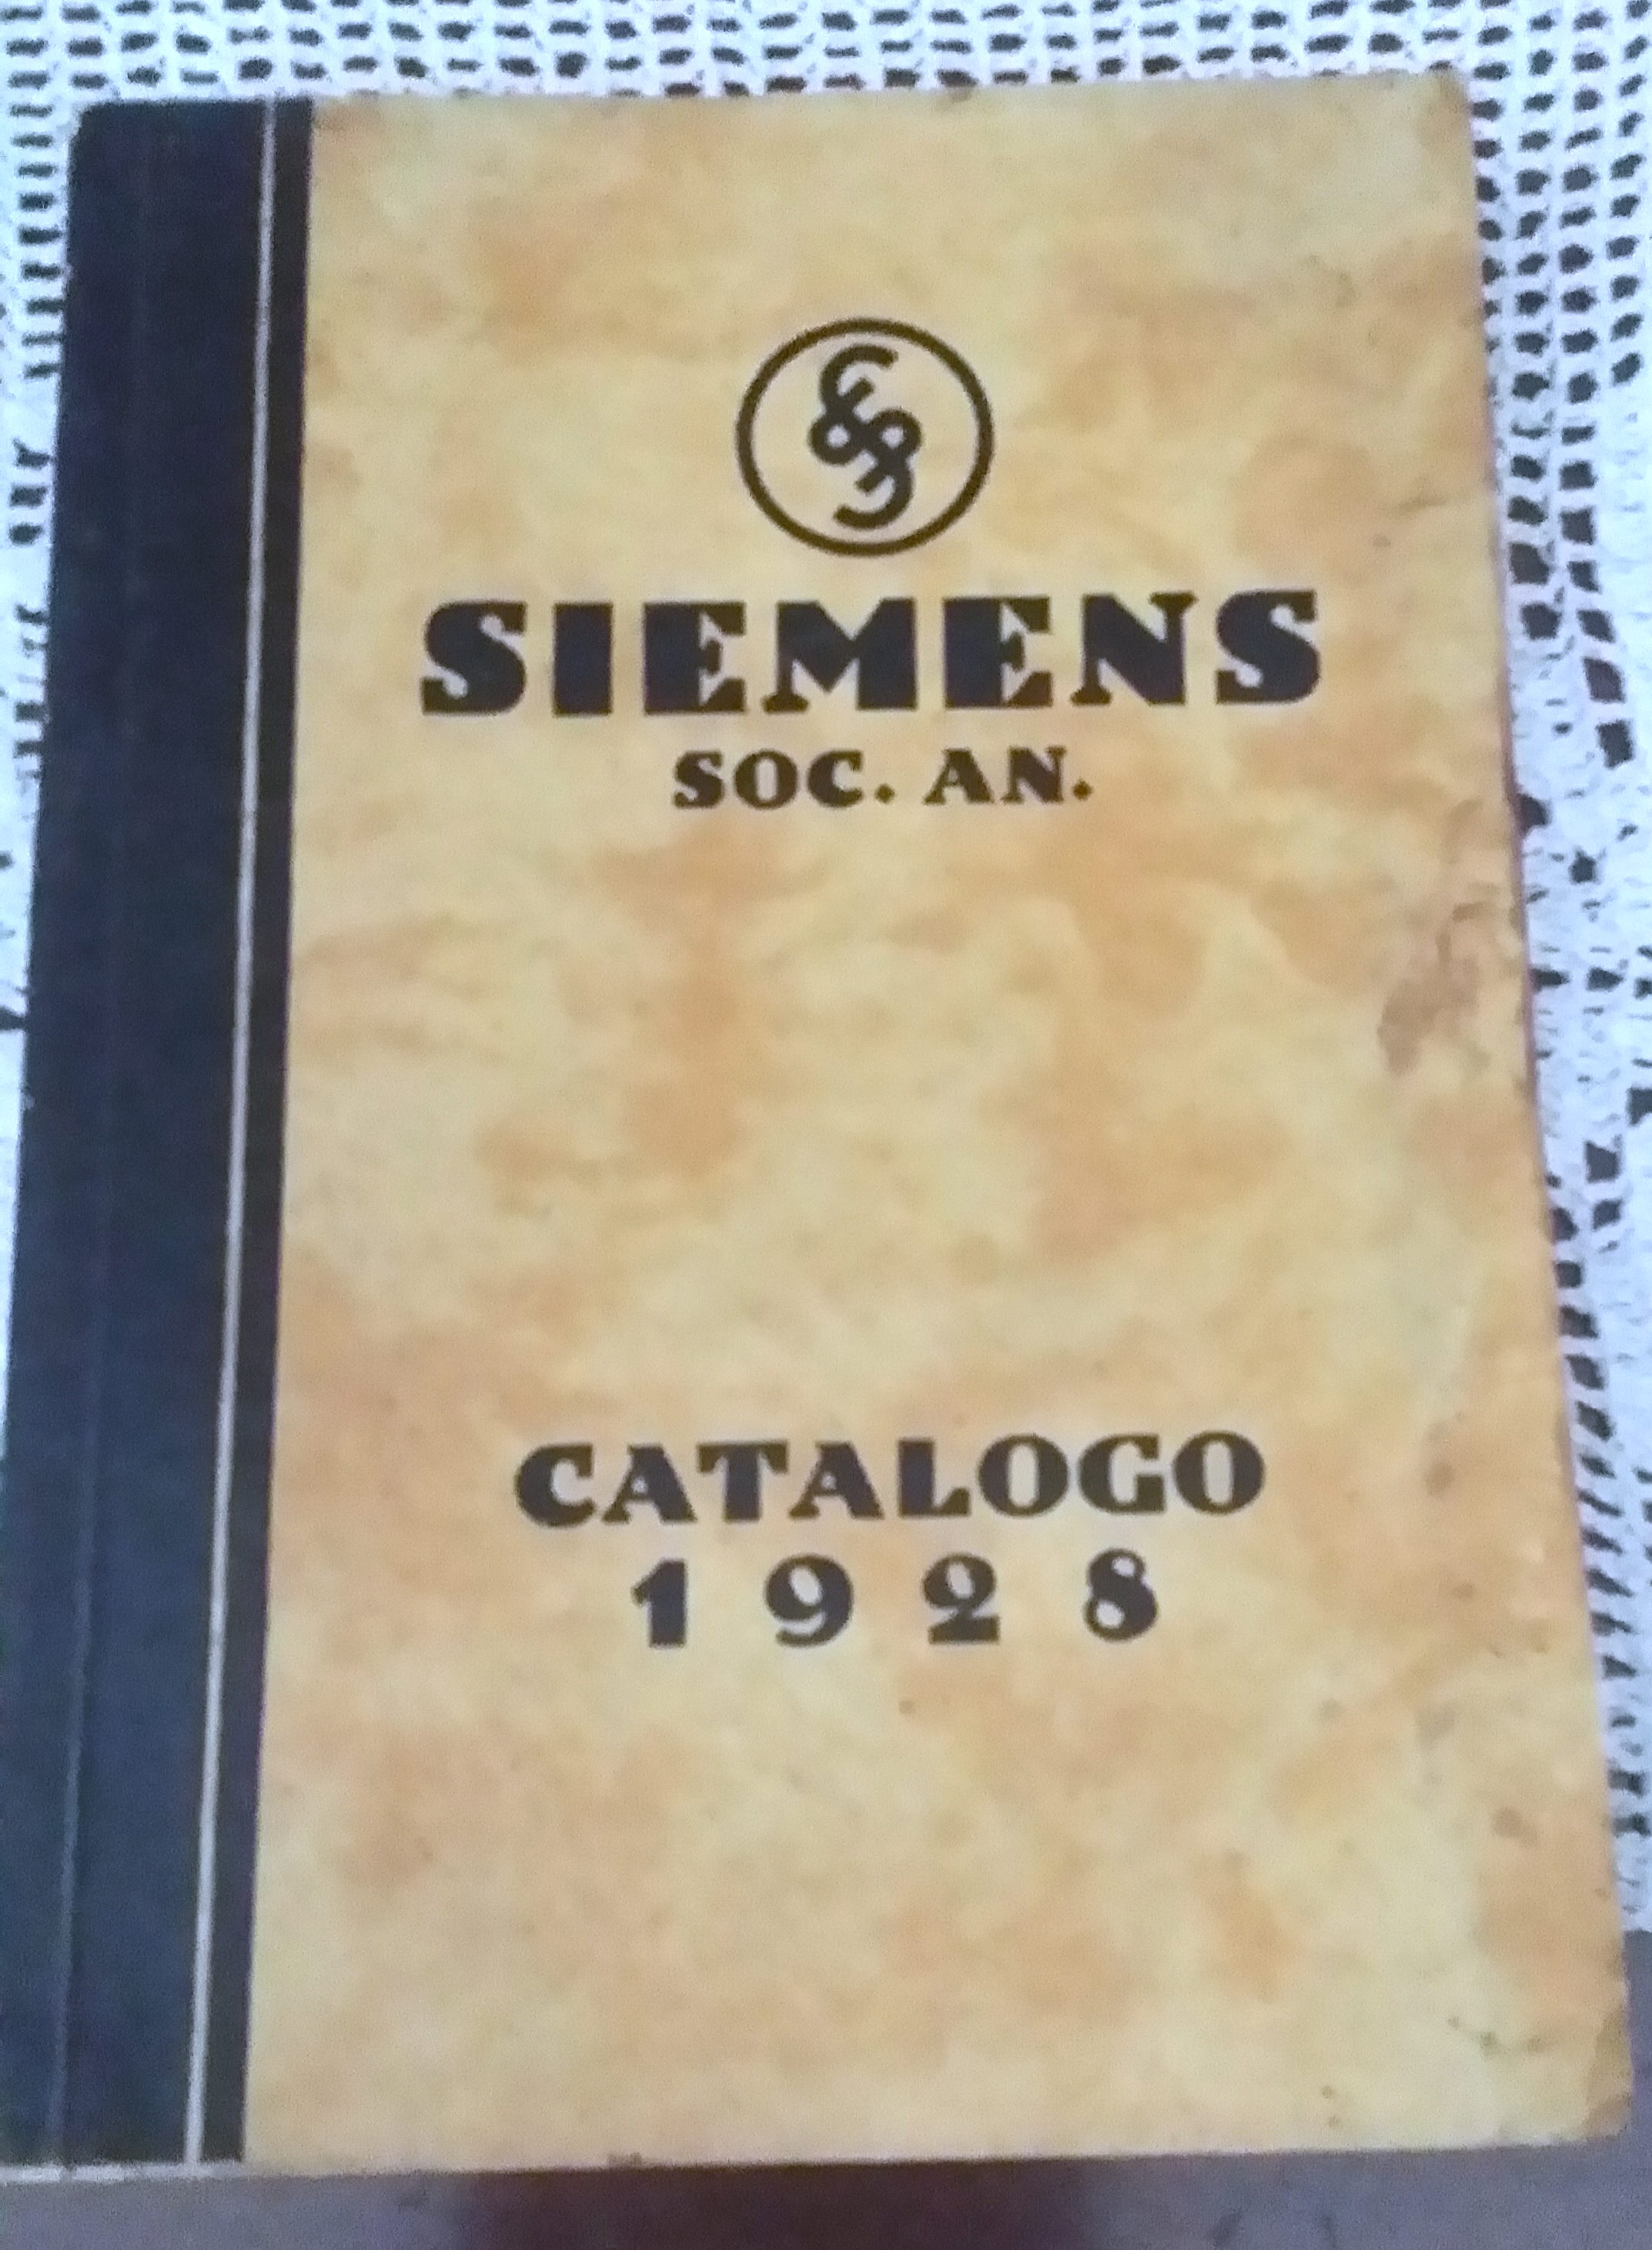 SIEMENS
SOC. AN.
CATALOGO
1928